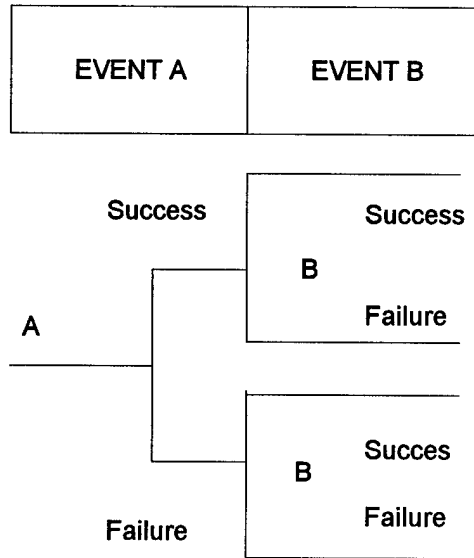 EVENT A EVENT B
Success
Success
B
Failure
A
Succes
B
Failure
Failure